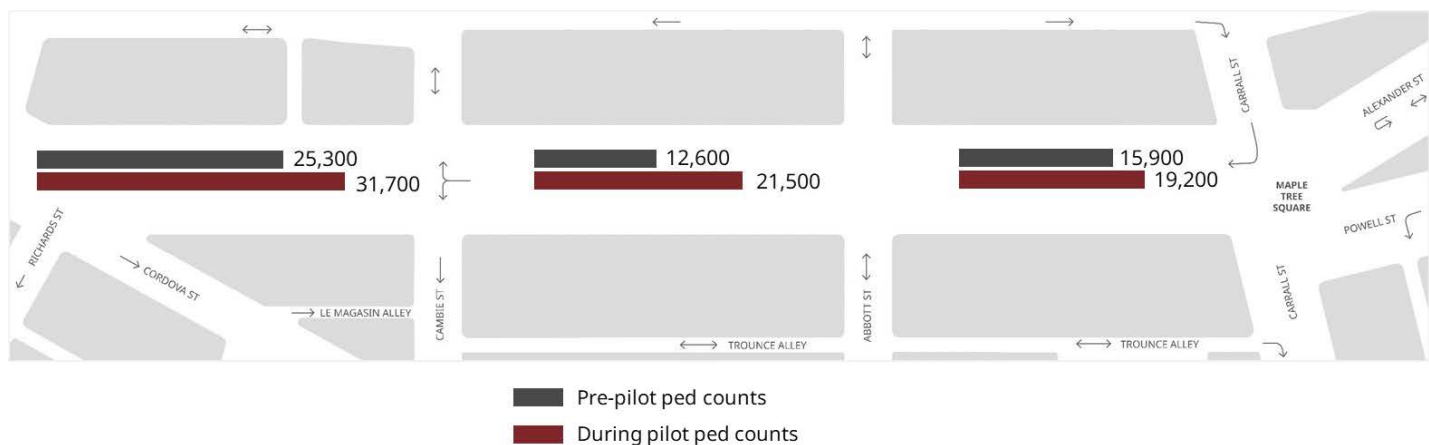 CARRALL ST
ALEXANDER ST
25,300
31,700
12,600
21,500
15,900
19,200
MAPLE
TREE
SQUARE
POWELL ST
RICHARDS ST
CORDOVA ST
LE MAGASIN ALLEY
CAMBIE ST
ABBOTT ST
CARRALL ST
TROUNCE ALLEY
TROUNCE ALLEY
Pre-pilot ped counts
During pilot ped counts